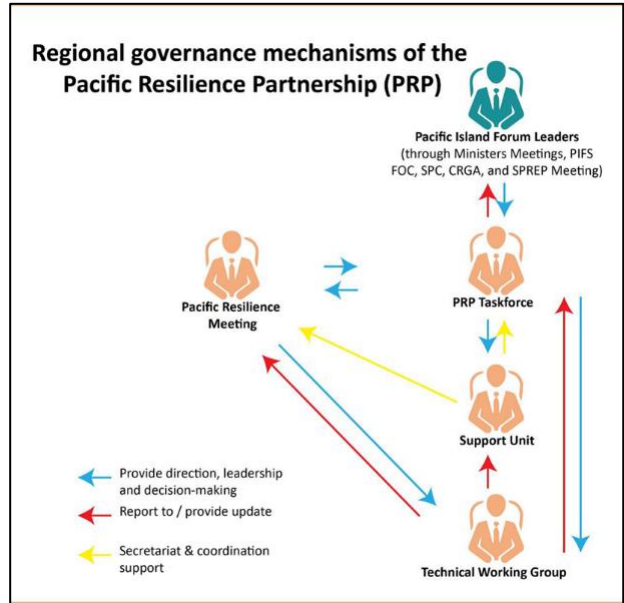 Regional governance mechanisms of the
Pacific Resilience Partnership (PRP)
Pacific Island Forum Leaders
(through Ministers Meetings, PIFS
FOC, SPC, CRGA, and SPREP Meeting)
Pacific Resilience
Meeting
PRP Taskforce
Support Unit
Provide direction, leadership
and decision-making
Report to / provide update
Secretariat & coordination
support
Technical Working Group